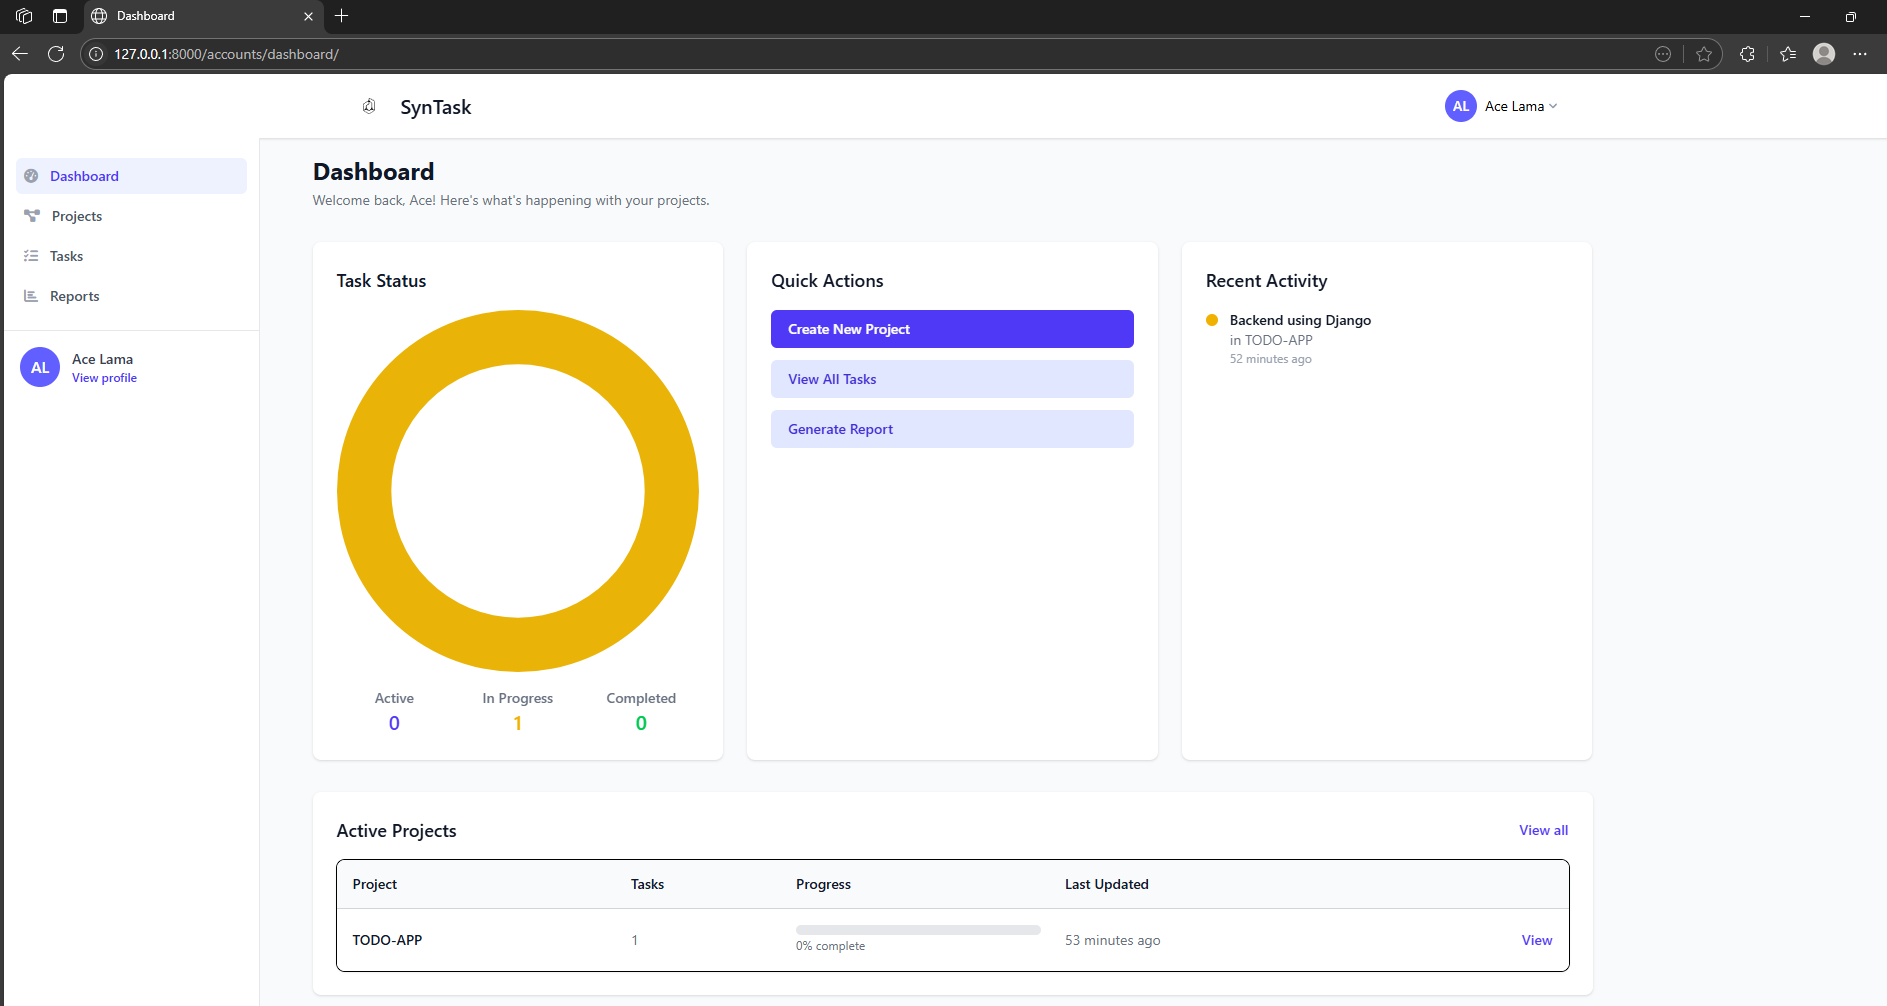 Dashboard
127.0.0.1:8000/accounts/dashboard/
SynTask
AL
Ace Lama
Dashboard
Projects
Tasks
Reports
AL
Ace Lama
View profile
Dashboard
Welcome back, Ace! Here's what's happening with your projects.
Task Status
Active
In Progress
Completed
0
1
0
Quick Actions
Create New Project
View All Tasks
Generate Report
Recent Activity
Backend using Django
in TODO-APP
52 minutes ago
Active Projects
View all
Project
Tasks
Progress
Last Updated
TODO-APP
1
0% complete
53 minutes ago
View